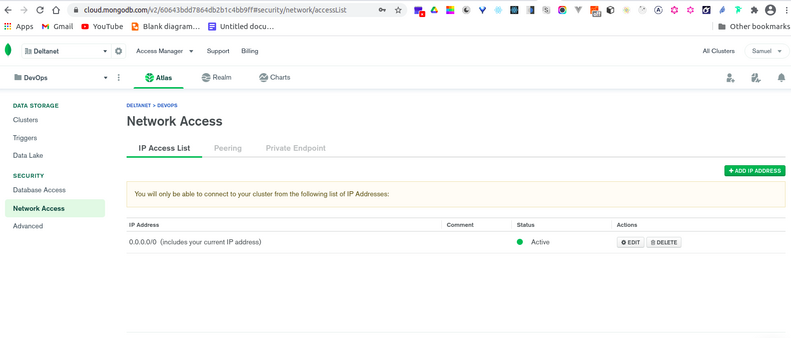 cloud.mongodb.com/v2/60643bdd7864db2b1c4bb9ff#security/network/accessList
Apps Gmail YouTube Blank diagram… Untitled docu… Other bookmarks
Deltanet Access Manager Support Billing All Clusters Samuel
DevOps Atlas Realm Charts
DATA STORAGE
Clusters
Triggers
Data Lake
SECURITY
Database Access
Network Access
Advanced
DELTANET > DEVOPS
Network Access
IP Access List Peering Private Endpoint
+ ADD IP ADDRESS
You will only be able to connect to your cluster from the following list of IP Addresses:
IP Address Comment Status Actions
0.0.0.0/0 (includes your current IP address) Active EDIT DELETE